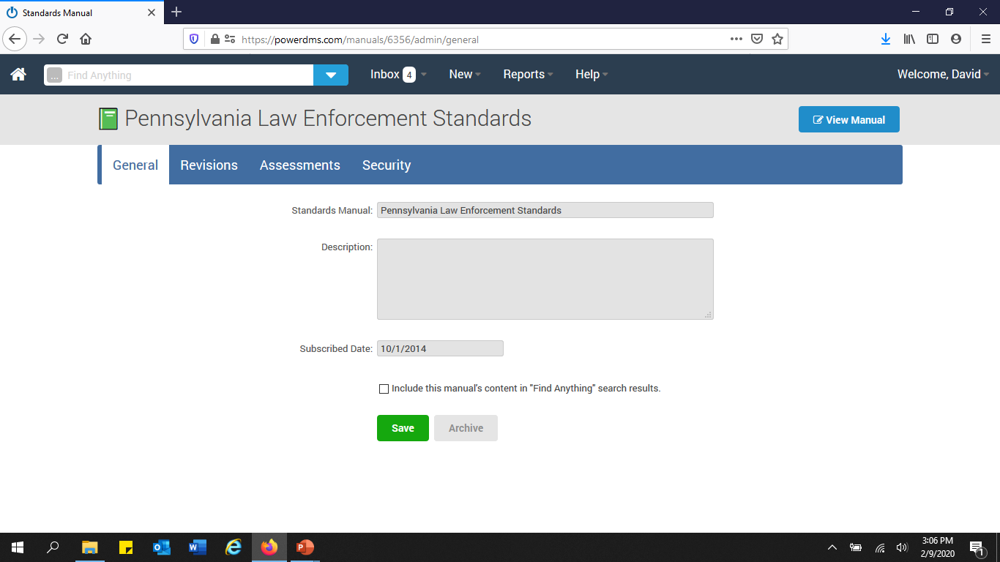 Standards Manual
https://powerdms.com/manuals/6356/admin/general
... Find Anything
Inbox 4 New Reports Help Welcome, David
Pennsylvania Law Enforcement Standards
View Manual
General Revisions Assessments Security
Standards Manual: Pennsylvania Law Enforcement Standards
Description:
Subscribed Date: 10/1/2014
Include this manual's content in "Find Anything" search results.
Save Archive
3:06 PM
2/9/2020
1